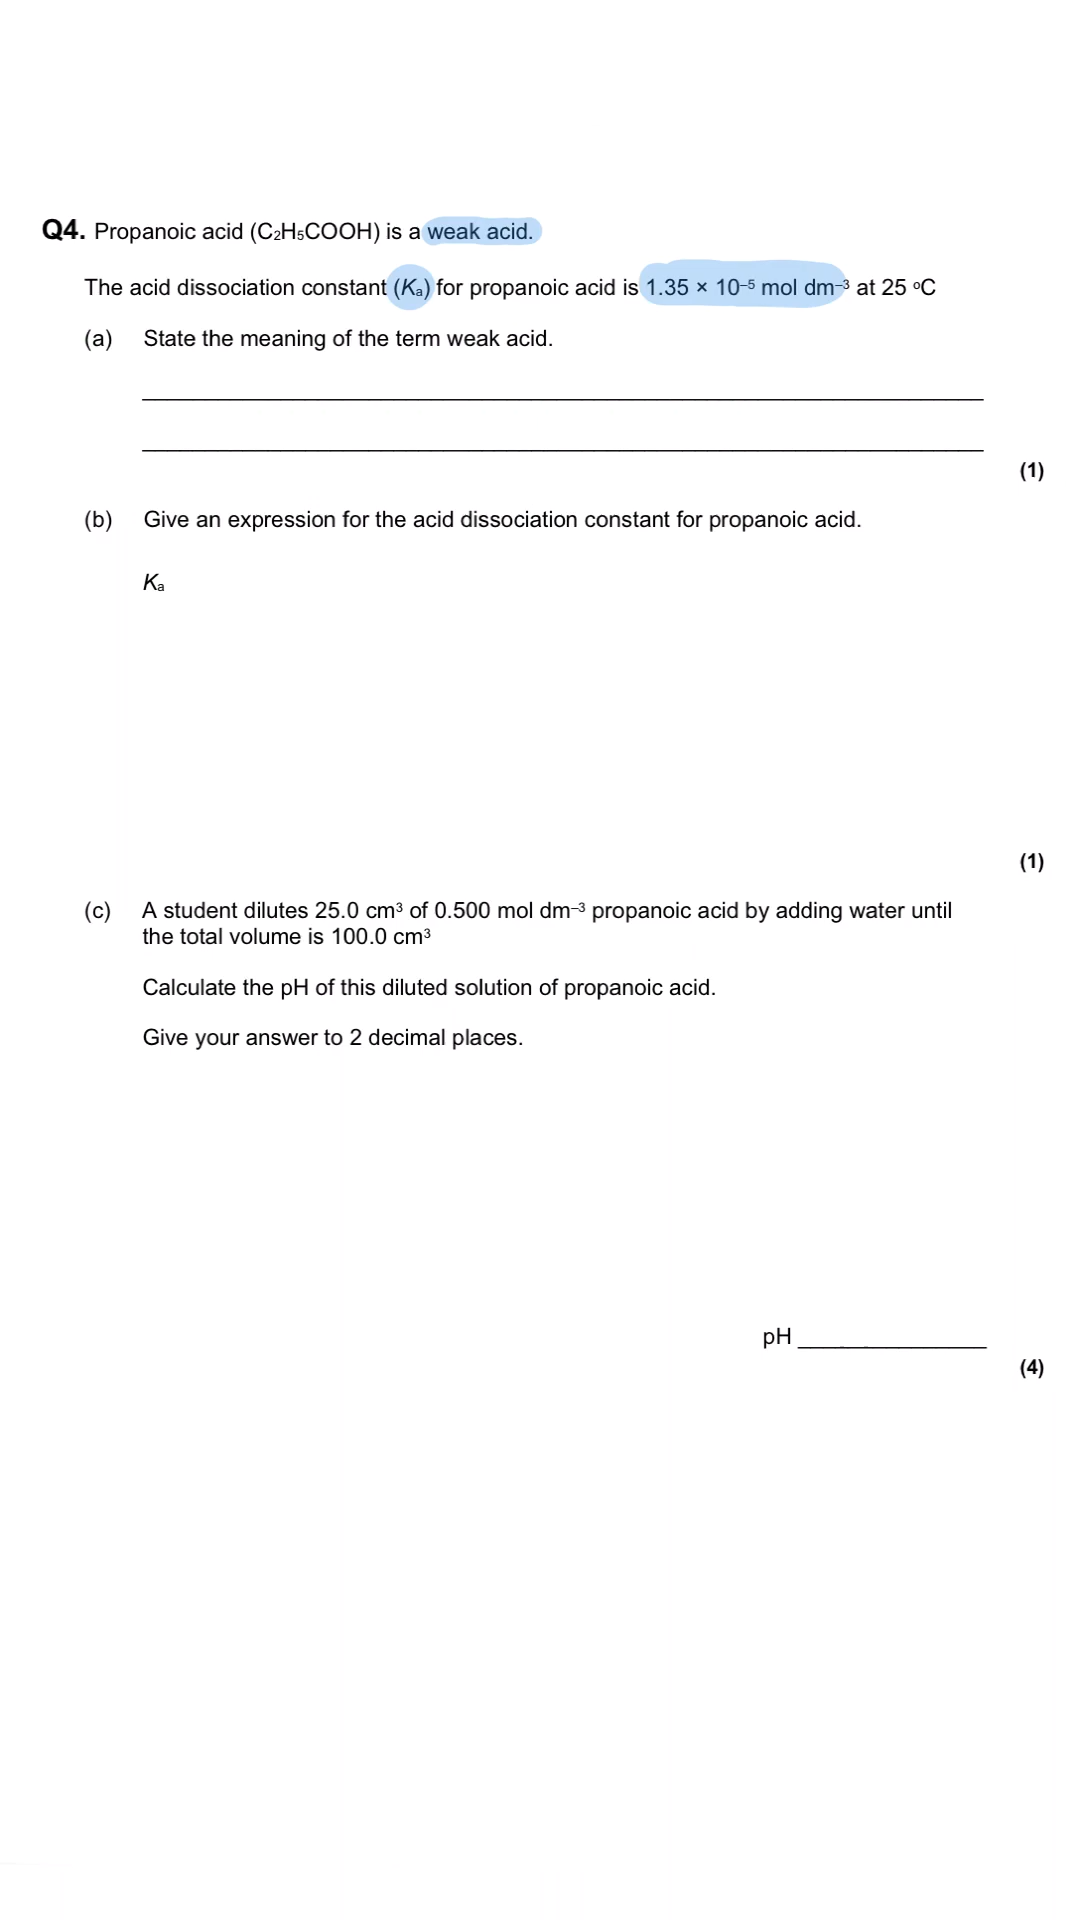 Q4. Propanoic acid (C₂H₅COOH) is a weak acid.
The acid dissociation constant (Kₐ) for propanoic acid is 1.35 × 10⁻⁵ mol dm⁻³ at 25 ᵒC
(a) State the meaning of the term weak acid.
(1)
(b) Give an expression for the acid dissociation constant for propanoic acid.
Kₐ
(1)
(c) A student dilutes 25.0 cm³ of 0.500 mol dm⁻³ propanoic acid by adding water until
the total volume is 100.0 cm³
Calculate the pH of this diluted solution of propanoic acid.
Give your answer to 2 decimal places.
pH ______________
(4)